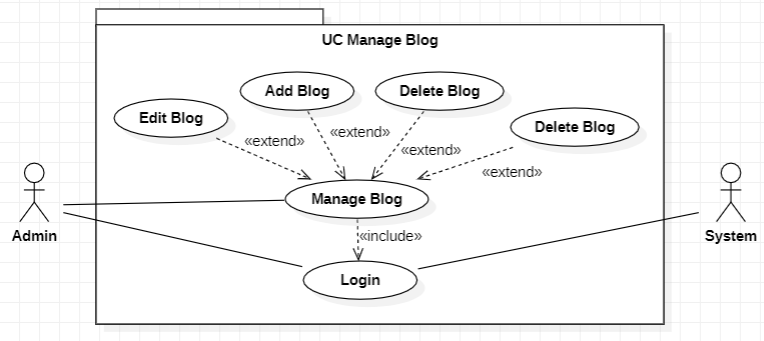 UC Manage Blog
Add Blog
Delete Blog
Edit Blog
Delete Blog
«extend»
«extend»
«extend»
«extend»
Manage Blog
Admin
System
«include»
Login